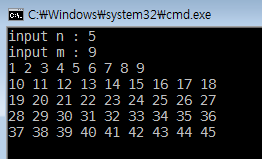 C:₩Windows₩system32₩cmd.exe
input n : 5
input m : 9
1 2 3 4 5 6 7 8 9
10 11 12 13 14 15 16 17 18
19 20 21 22 23 24 25 26 27
28 29 30 31 32 33 34 35 36
37 38 39 40 41 42 43 44 45